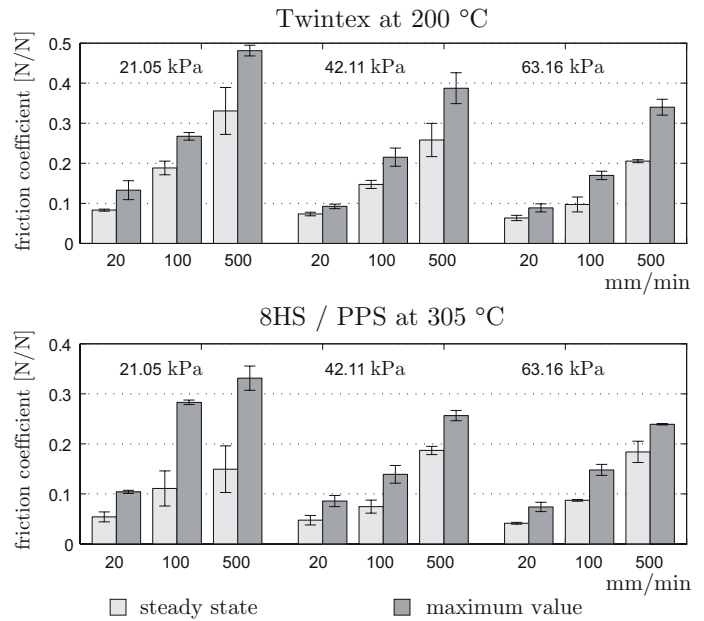 Twintex at 200 °C
friction coefficient [N/N]
0.5
0.4
0.3
0.2
0.1
0
21.05 kPa
42.11 kPa
63.16 kPa
20 100 500 20 100 500 20 100 500
mm/min
8HS / PPS at 305 °C
friction coefficient [N/N]
0.4
0.3
0.2
0.1
0
21.05 kPa
42.11 kPa
63.16 kPa
20 100 500 20 100 500 20 100 500
mm/min
steady state
maximum value